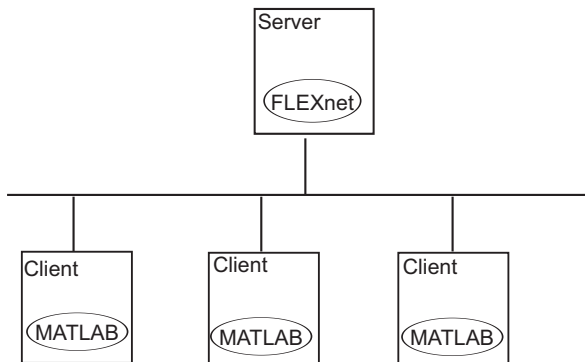 Server
FLEXnet
Client
MATLAB
Client
MATLAB
Client
MATLAB